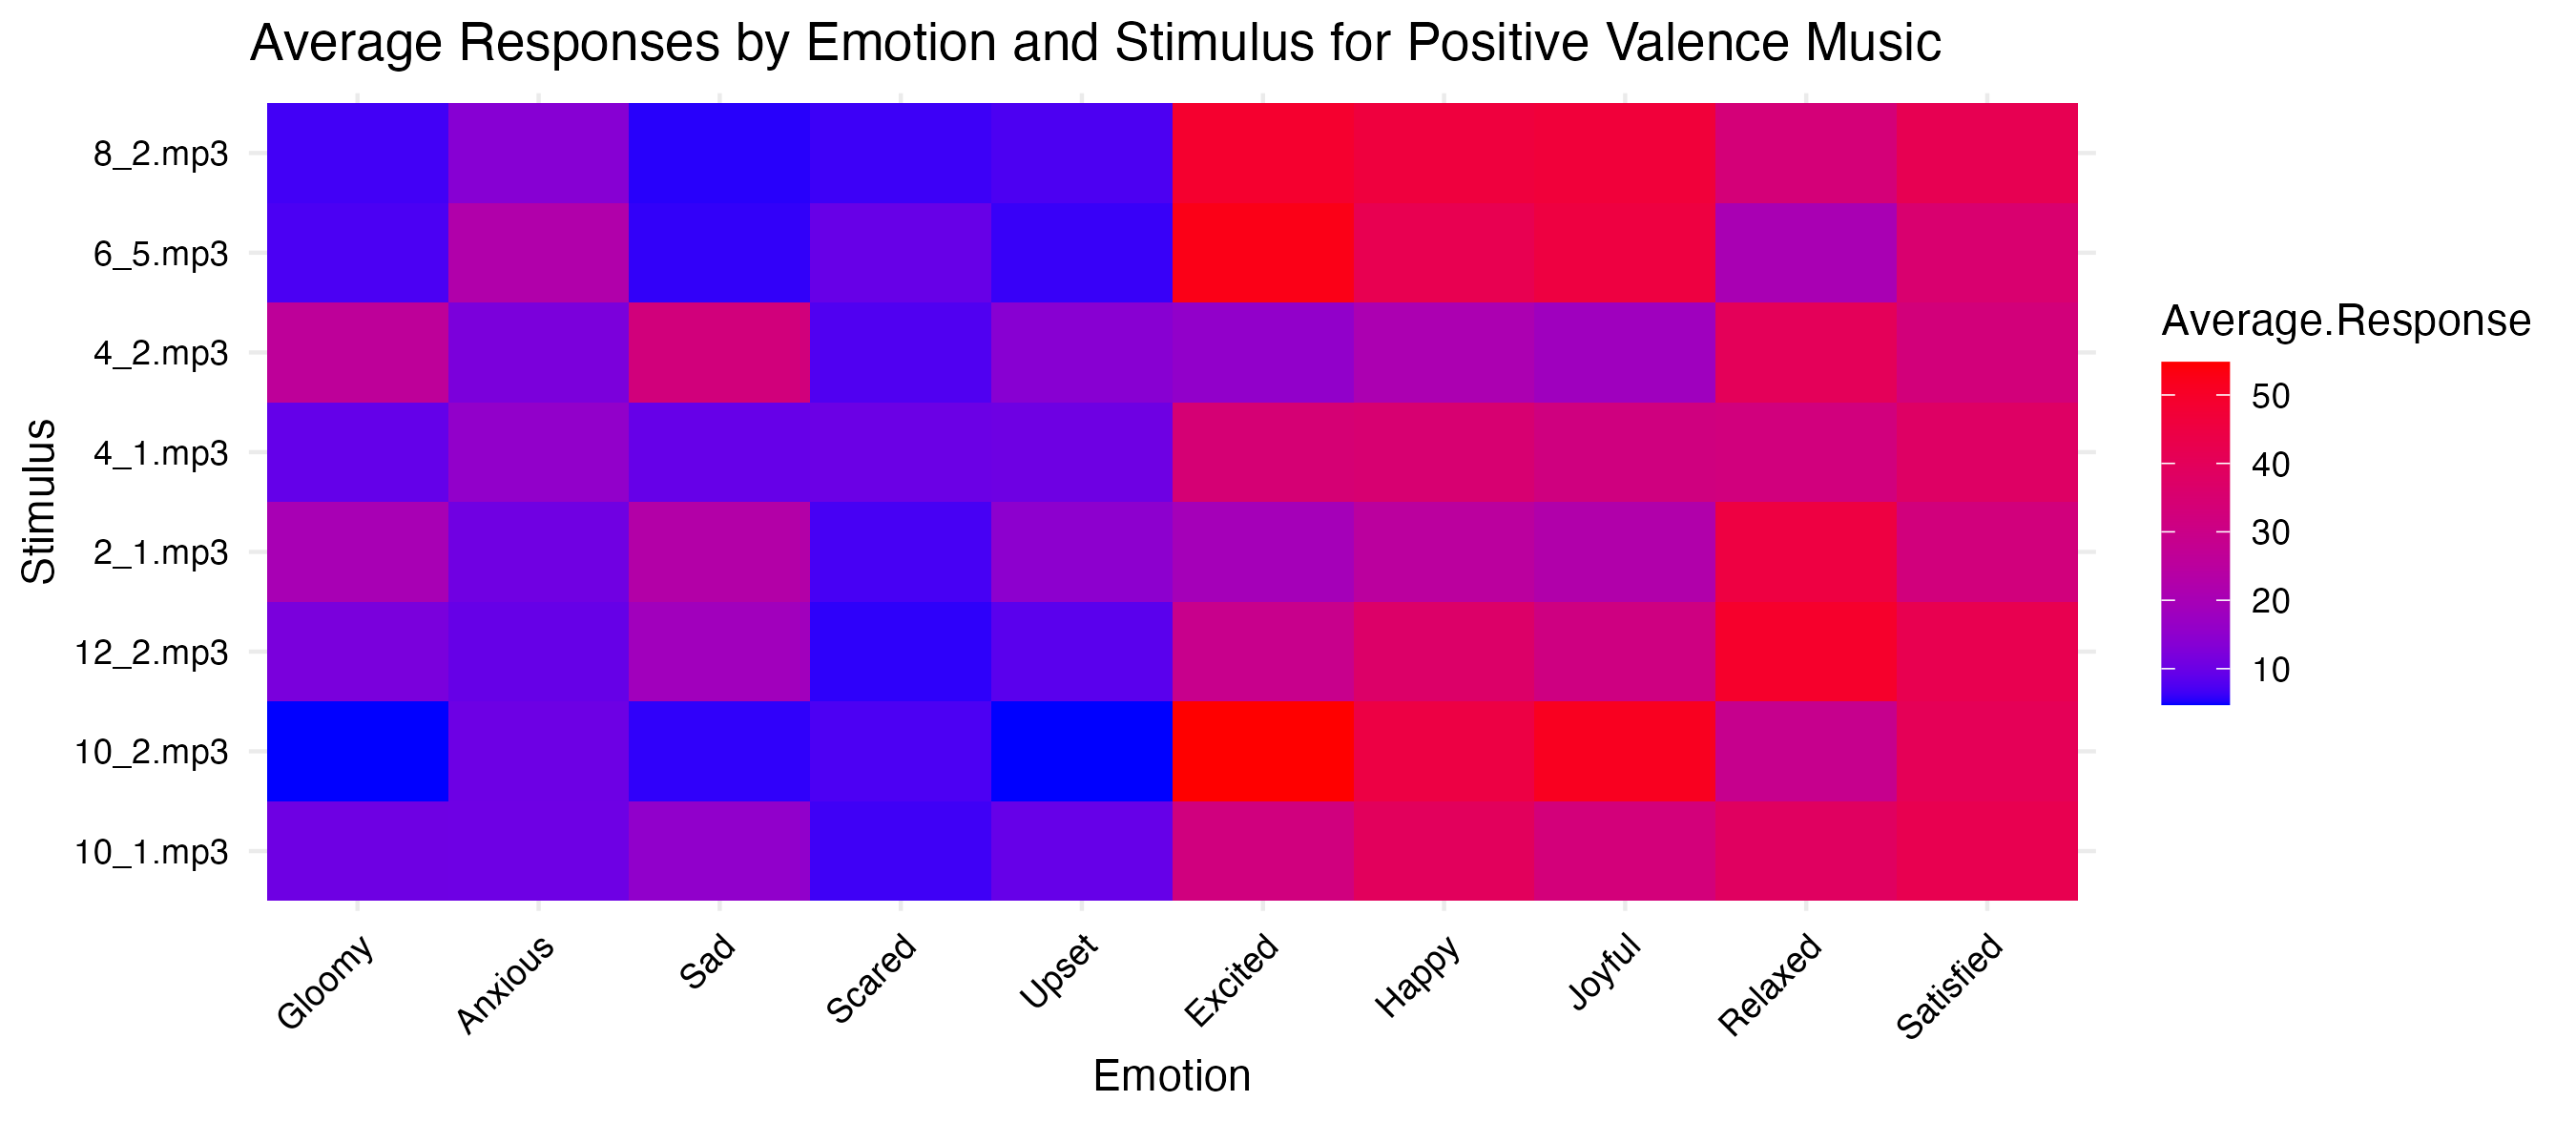 Average Responses by Emotion and Stimulus for Positive Valence Music
Stimulus
8_2.mp3
6_5.mp3
4_2.mp3
4_1.mp3
2_1.mp3
12_2.mp3
10_2.mp3
10_1.mp3
Gloomy
Anxious
Sad
Scared
Upset
Excited
Happy
Joyful
Relaxed
Satisfied
Emotion
Average.Response
50
40
30
20
10